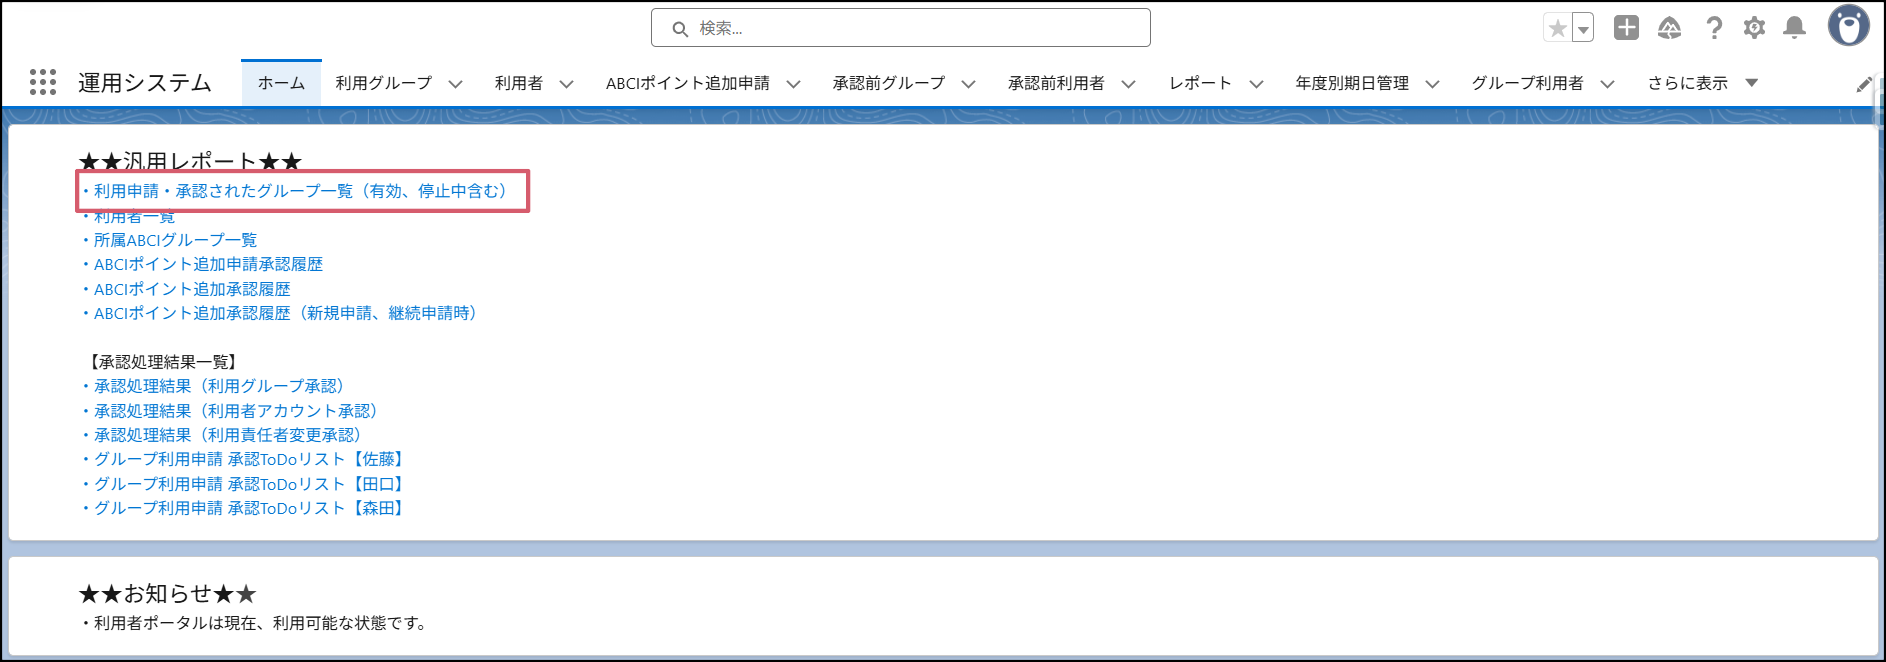 検索...
運用システム ホーム 利用グループ 利用者 ABCIポイント追加申請 承認前グループ 承認前利用者 レポート 年度別期日管理 グループ利用者 さらに表示
★★汎用レポート★★
・利用申請・承認されたグループ一覧（有効、停止中含む）
・利用者一覧
・所属ABCIグループ一覧
・ABCIポイント追加申請承認履歴
・ABCIポイント追加承認履歴
・ABCIポイント追加承認履歴（新規申請、継続申請時）
【承認処理結果一覧】
・承認処理結果（利用グループ承認）
・承認処理結果（利用者アカウント承認）
・承認処理結果（利用責任者変更承認）
・グループ利用申請 承認ToDoリスト【佐藤】
・グループ利用申請 承認ToDoリスト【田口】
・グループ利用申請 承認ToDoリスト【森田】
★★お知らせ★★
・利用者ポータルは現在、利用可能な状態です。